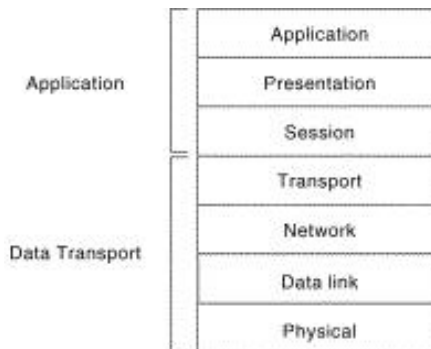 Application
Presentation
Application
Session
Transport
Network
Data Transport
Data link
Physical